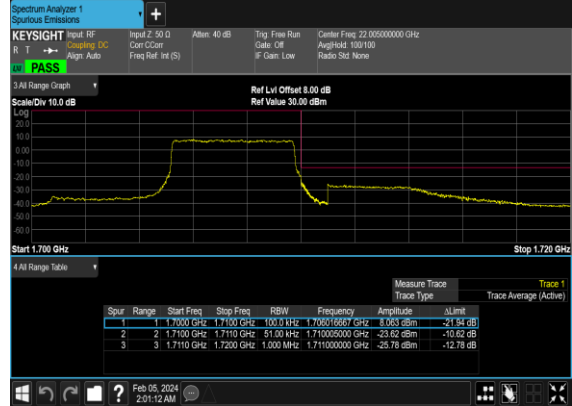 Spectrum Analyzer 1
Spurious Emissions
KEYSIGHT Input: RF Input Z: 50 Ω Atten: 40 dB Trig: Free Run Center Freq: 22.005000000 GHz
R T Coupling: DC Corr CCorr Gate: Off Avg|Hold: 100/100
Align: Auto Freq Ref: Int (S) IF Gain: Low Radio Std: None
PASS
3 All Range Graph
Ref Lvl Offset 8.00 dB
Scale/Div 10.0 dB Ref Value 30.00 dBm
Log
20.0
10.0
0.00
-10.0
-20.0
-30.0
-40.0
-50.0
-60.0
Start 1.700 GHz Stop 1.720 GHz
4 All Range Table
Measure Trace Trace 1
Trace Type Trace Average (Active)
Spur Range Start Freq Stop Freq RBW Frequency Amplitude ΔLimit
1 1 1.7000 GHz 1.7100 GHz 100.0 kHz 1.706016667 GHz 8.063 dBm -21.94 dB
2 2 1.7100 GHz 1.7110 GHz 51.00 kHz 1.710005000 GHz -23.62 dBm -10.62 dB
3 3 1.7110 GHz 1.7200 GHz 1.000 MHz 1.711000000 GHz -25.78 dBm -12.78 dB
?
Feb 05, 2024
2:01:12 AM